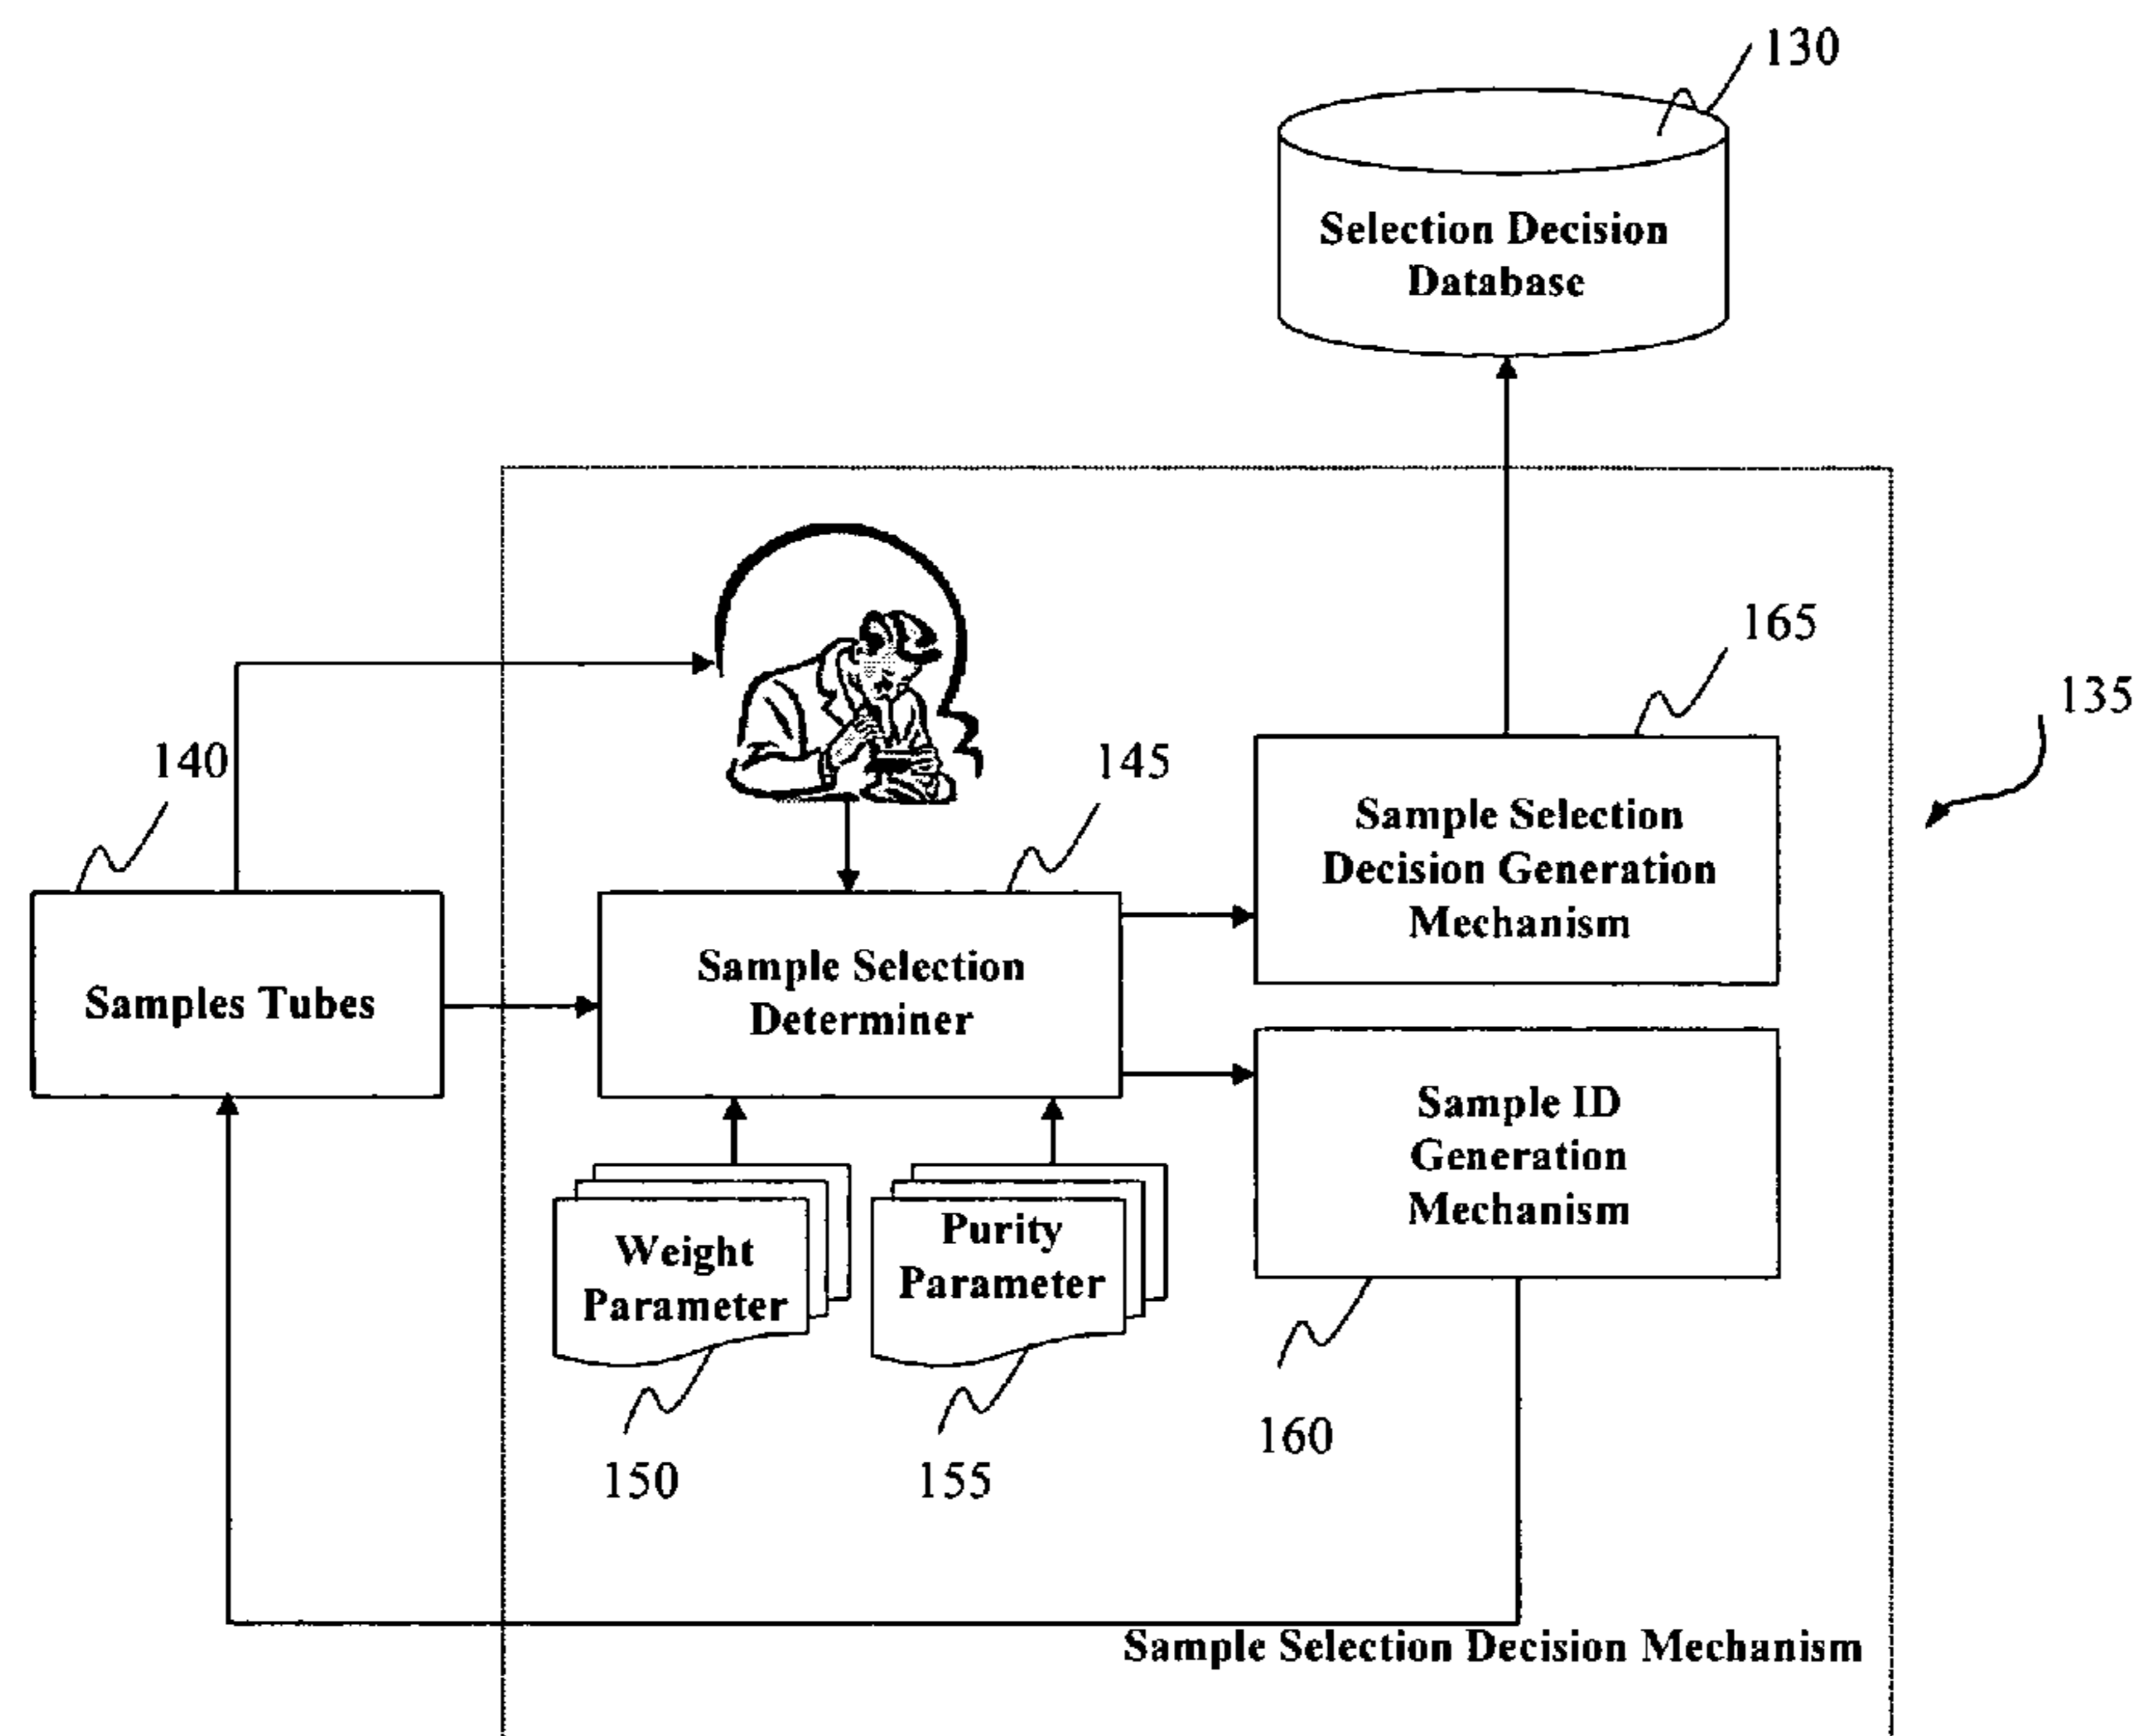 130
Selection Decision
Database
165
135
140
145
Sample Selection
Decision Generation
Mechanism
Samples Tubes
Sample Selection
Determiner
Sample ID
Generation
Mechanism
Weight
Parameter
Purity
Parameter
160
150
155
Sample Selection Decision Mechanism